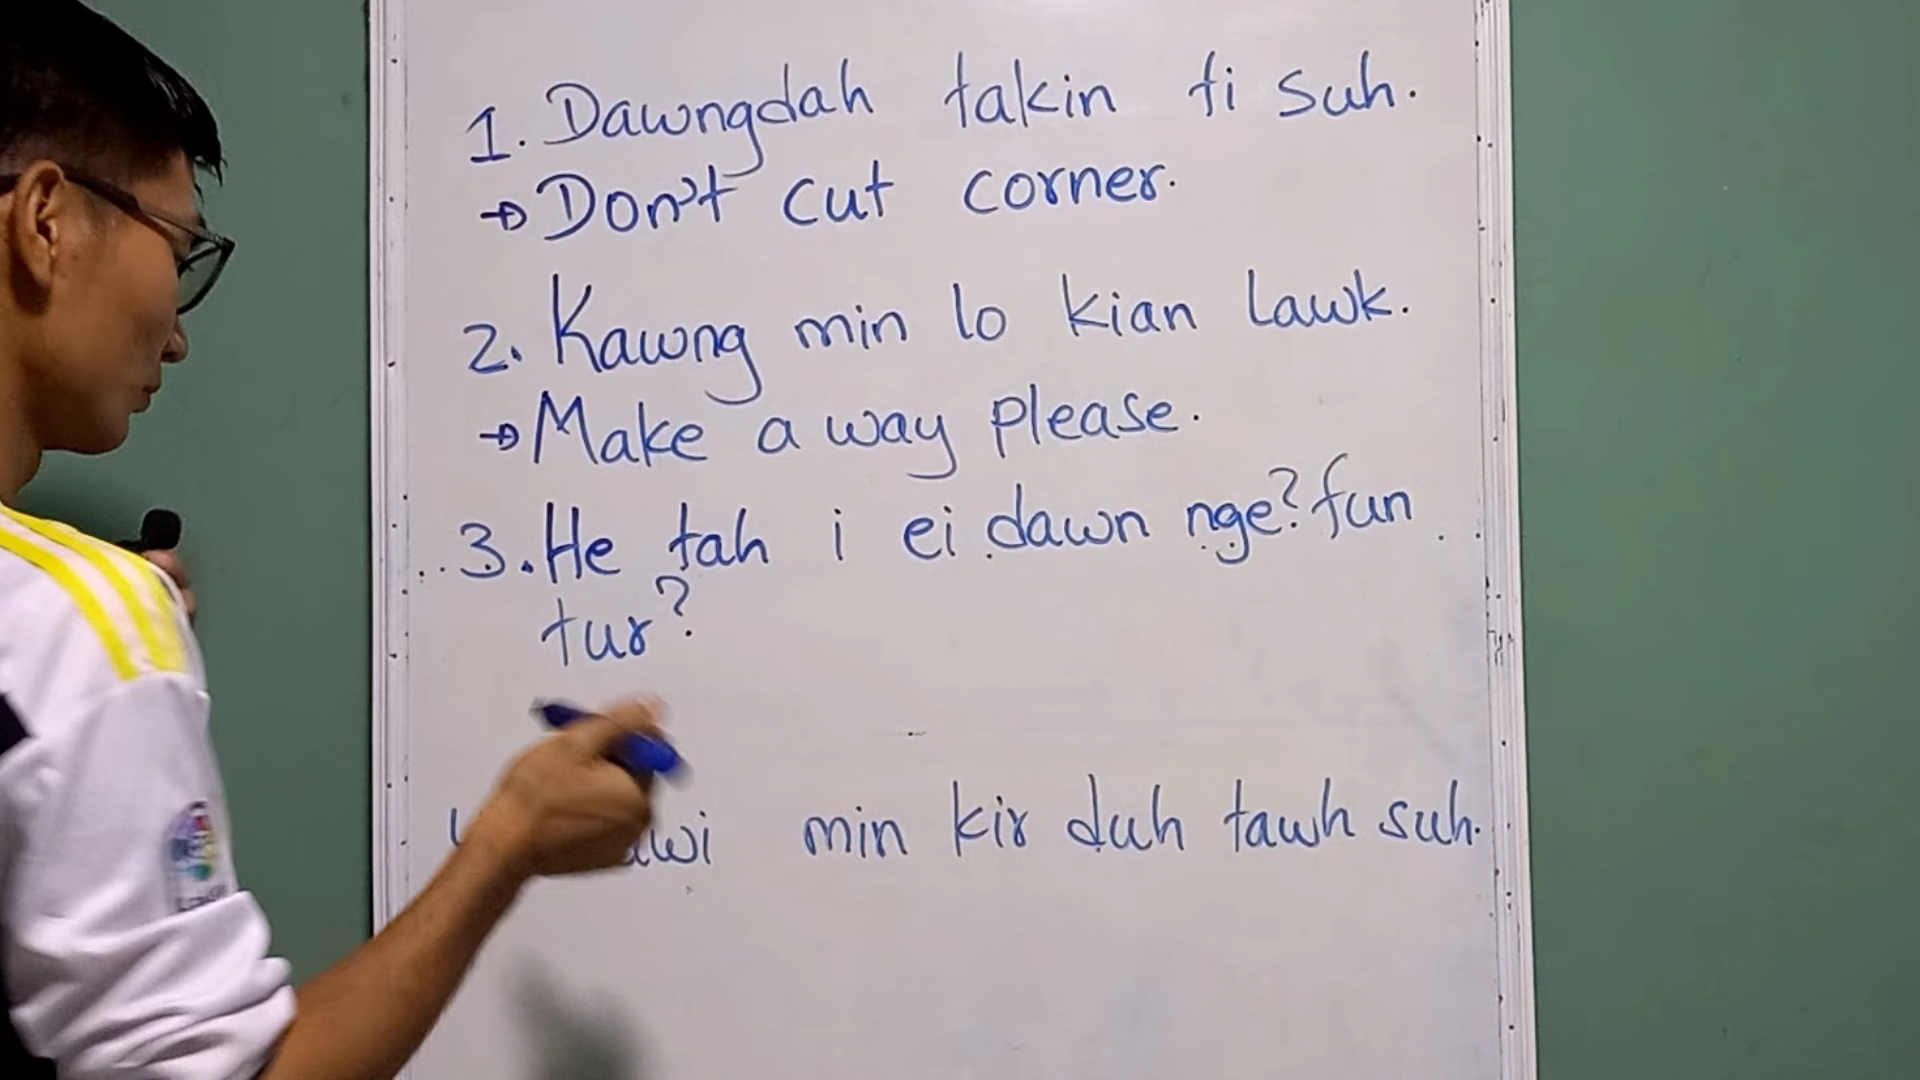 1. Dawngdah takin ti suh.
→ Don't cut corner.
2. Kawng min lo kian lawk.
→ Make a way please.
3. He tah i ei dawn nge? fun
tur?
min kir duh tawh suh.